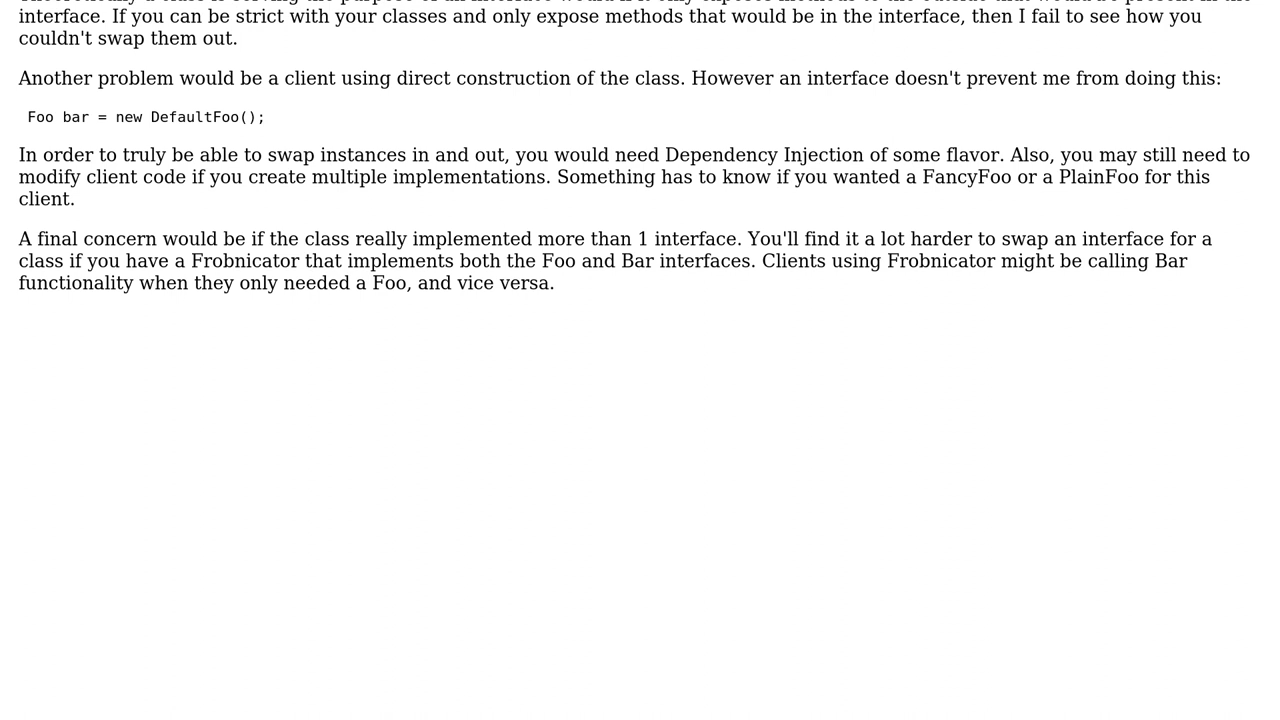 interface. If you can be strict with your classes and only expose methods that would be in the interface, then I fail to see how you
couldn't swap them out.
Another problem would be a client using direct construction of the class. However an interface doesn't prevent me from doing this:
Foo bar = new DefaultFoo();
In order to truly be able to swap instances in and out, you would need Dependency Injection of some flavor. Also, you may still need to
modify client code if you create multiple implementations. Something has to know if you wanted a FancyFoo or a PlainFoo for this
client.
A final concern would be if the class really implemented more than 1 interface. You'll find it a lot harder to swap an interface for a
class if you have a Frobnicator that implements both the Foo and Bar interfaces. Clients using Frobnicator might be calling Bar
functionality when they only needed a Foo, and vice versa.